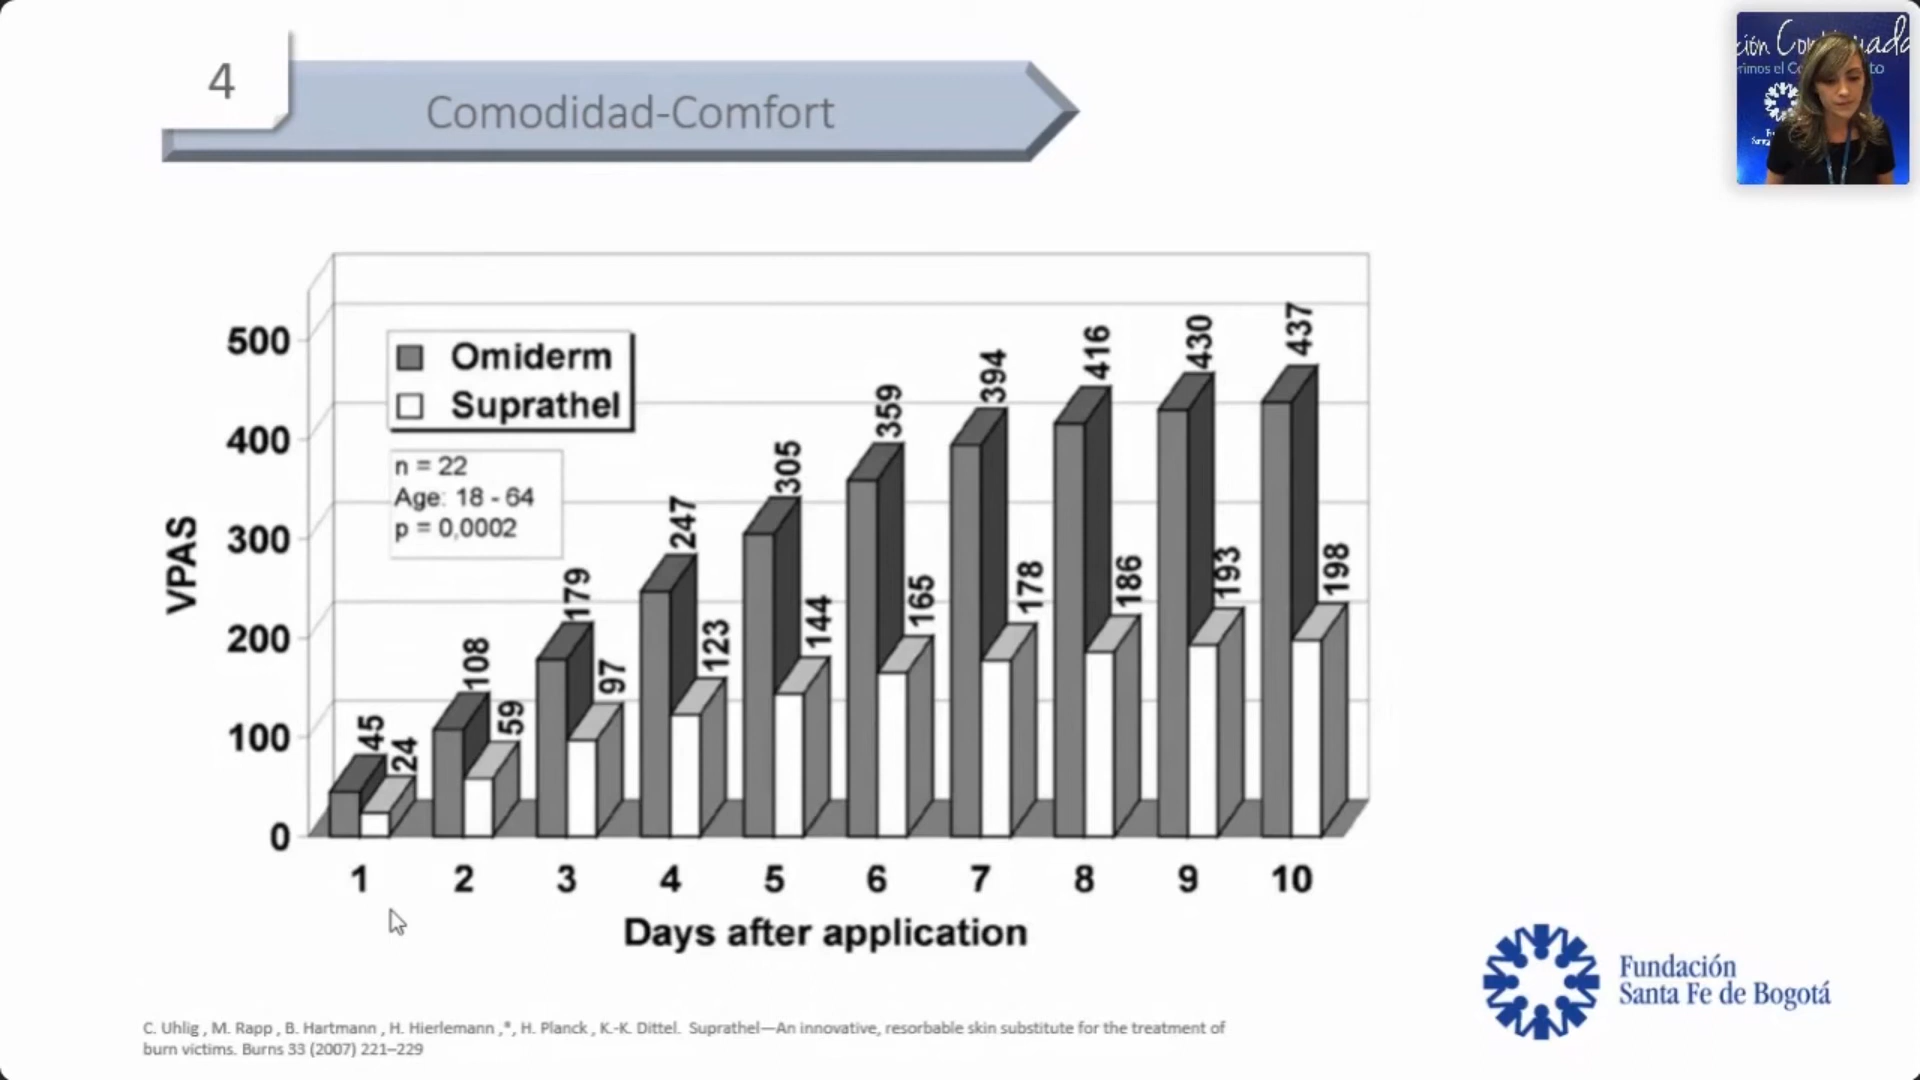 4
Comodidad-Comfort
500
400
300
200
100
0
VPAS
Omiderm
Suprathel
n = 22
Age: 18 - 64
p = 0,0002
45
24
108
59
179
97
247
123
305
144
359
165
394
178
416
186
430
193
437
198
1 2 3 4 5 6 7 8 9 10
Days after application
C. Uhlig , M. Rapp , B. Hartmann , H. Hierlemann ,*, H. Planck , K.-K. Dittel. Suprathel—An innovative, resorbable skin substitute for the treatment of
burn victims. Burns 33 (2007) 221–229
Fundación
Santa Fe de Bogotá